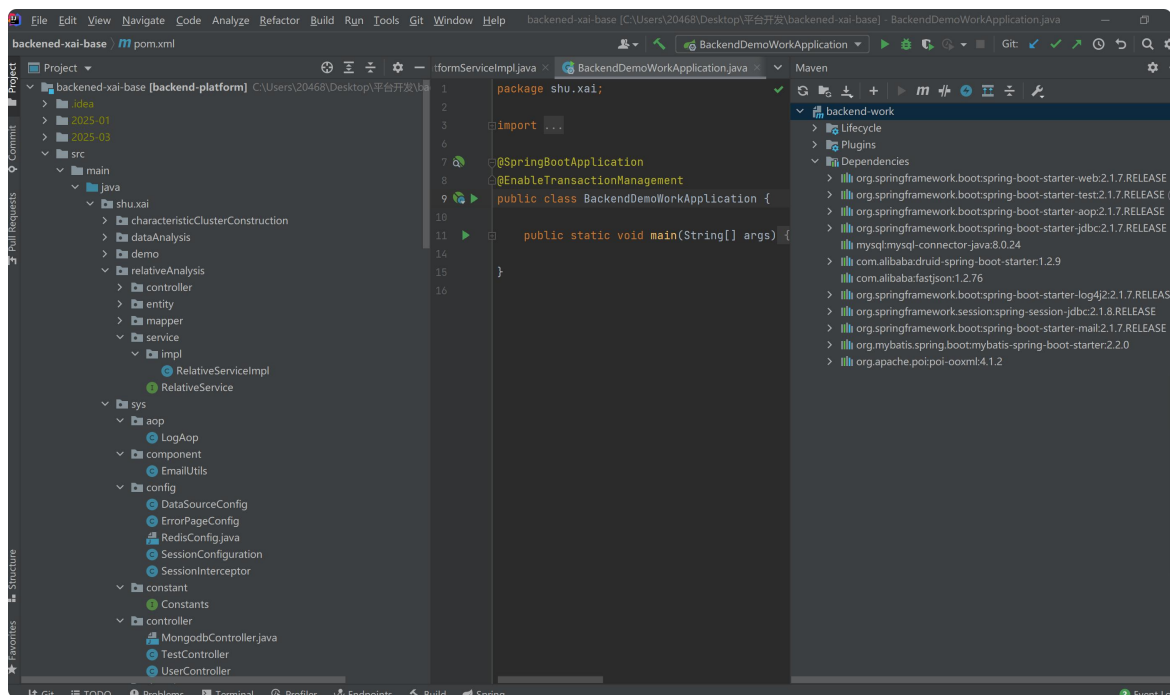 File Edit View Navigate Code Analyze Refactor Build Run Tools Git Window Help backened-xai-base [C:\Users\20468\Desktop\平台开发\backened-xai-base] - BackendDemoWorkApplication.java
backened-xai-base pom.xml BackendDemoWorkApplication Git:
Project
tformServiceImpl.java BackendDemoWorkApplication.java
Maven
Project
Commit
Pull Requests
Structure
Favorites
backened-xai-base [backend-platform] C:\Users\20468\Desktop\平台开发\ba
.idea
2025-01
2025-03
src
main
java
shu.xai
characteristicClusterConstruction
dataAnalysis
demo
relativeAnalysis
controller
entity
mapper
service
impl
RelativeServiceImpl
RelativeService
sys
aop
LogAop
component
EmailUtils
config
DataSourceConfig
ErrorPageConfig
RedisConfig.java
SessionConfiguration
SessionInterceptor
constant
Constants
controller
MongodbController.java
TestController
UserController
1 package shu.xai;
2
3 import ...
6
7 @SpringBootApplication
8 @EnableTransactionManagement
9 public class BackendDemoWorkApplication {
10
11 public static void main(String[] args) {
14
15 }
16
backend-work
Lifecycle
Plugins
Dependencies
org.springframework.boot:spring-boot-starter-web:2.1.7.RELEASE
org.springframework.boot:spring-boot-starter-test:2.1.7.RELEASE
org.springframework.boot:spring-boot-starter-aop:2.1.7.RELEASE
org.springframework.boot:spring-boot-starter-jdbc:2.1.7.RELEASE
mysql:mysql-connector-java:8.0.24
com.alibaba:druid-spring-boot-starter:1.2.9
com.alibaba:fastjson:1.2.76
org.springframework.boot:spring-boot-starter-log4j2:2.1.7.RELEAS
org.springframework.session:spring-session-jdbc:2.1.8.RELEASE
org.springframework.boot:spring-boot-starter-mail:2.1.7.RELEASE
org.mybatis.spring.boot:mybatis-spring-boot-starter:2.2.0
org.apache.poi:poi-ooxml:4.1.2
Git TODO Problems Terminal Profiler Endpoints Build Spring 2 Event Lo